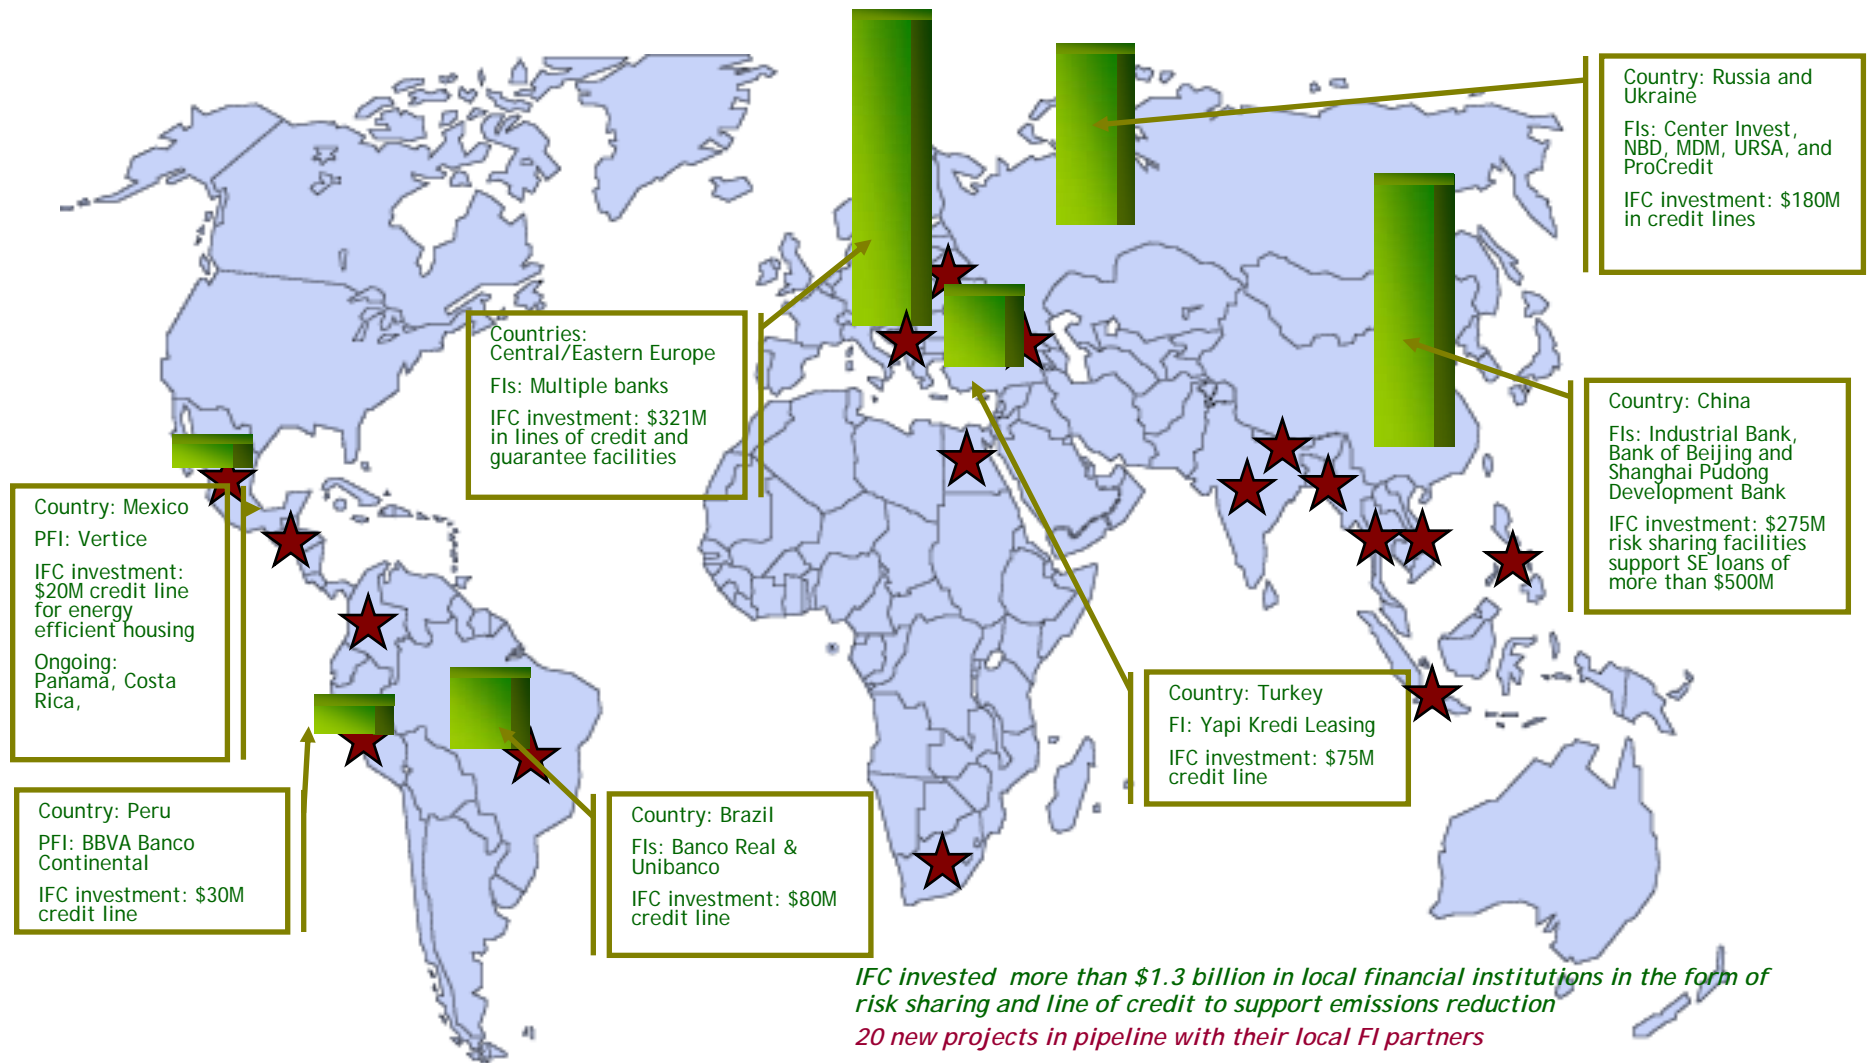 Country: Russia and
Ukraine
FIs: Center Invest,
NBD, MDM, URSA, and
ProCredit
IFC investment: $180M
in credit lines
Countries:
Central/Eastern Europe
FIs: Multiple banks
IFC investment: $321M
in lines of credit and
guarantee facilities
Country: China
FIs: Industrial Bank,
Bank of Beijing and
Shanghai Pudong
Development Bank
IFC investment: $275M
risk sharing facilities
support SE loans of
more than $500M
Country: Mexico
PFI: Vertice
IFC investment:
$20M credit line
for energy
efficient housing
Ongoing:
Panama, Costa
Rica,
Country: Turkey
FI: Yapi Kredi Leasing
IFC investment: $75M
credit line
Country: Peru
PFI: BBVA Banco
Continental
IFC investment: $30M
credit line
Country: Brazil
FIs: Banco Real &
Unibanco
IFC investment: $80M
credit line
IFC invested  more than $1.3 billion in local financial institutions in the form of
risk sharing and line of credit to support emissions reduction
20 new projects in pipeline with their local FI partners